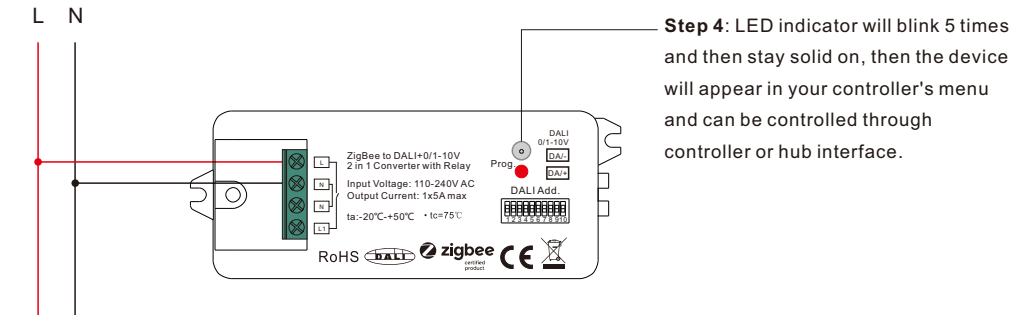 L N
Step 4: LED indicator will blink 5 times
and then stay solid on, then the device
will appear in your controller's menu
and can be controlled through
controller or hub interface.
DALI
0/1-10V
DA/-
DA/+
Prog.
DALI Add.
1 2 3 4 5 6 7 8 9 10
L
N
N
L1
ZigBee to DALI+0/1-10V
2 in 1 Converter with Relay
Input Voltage: 110-240V AC
Output Current: 1x5A max
ta:-20℃-+50℃ • tc=75℃
RoHS DALI zigbee CE
certified
product